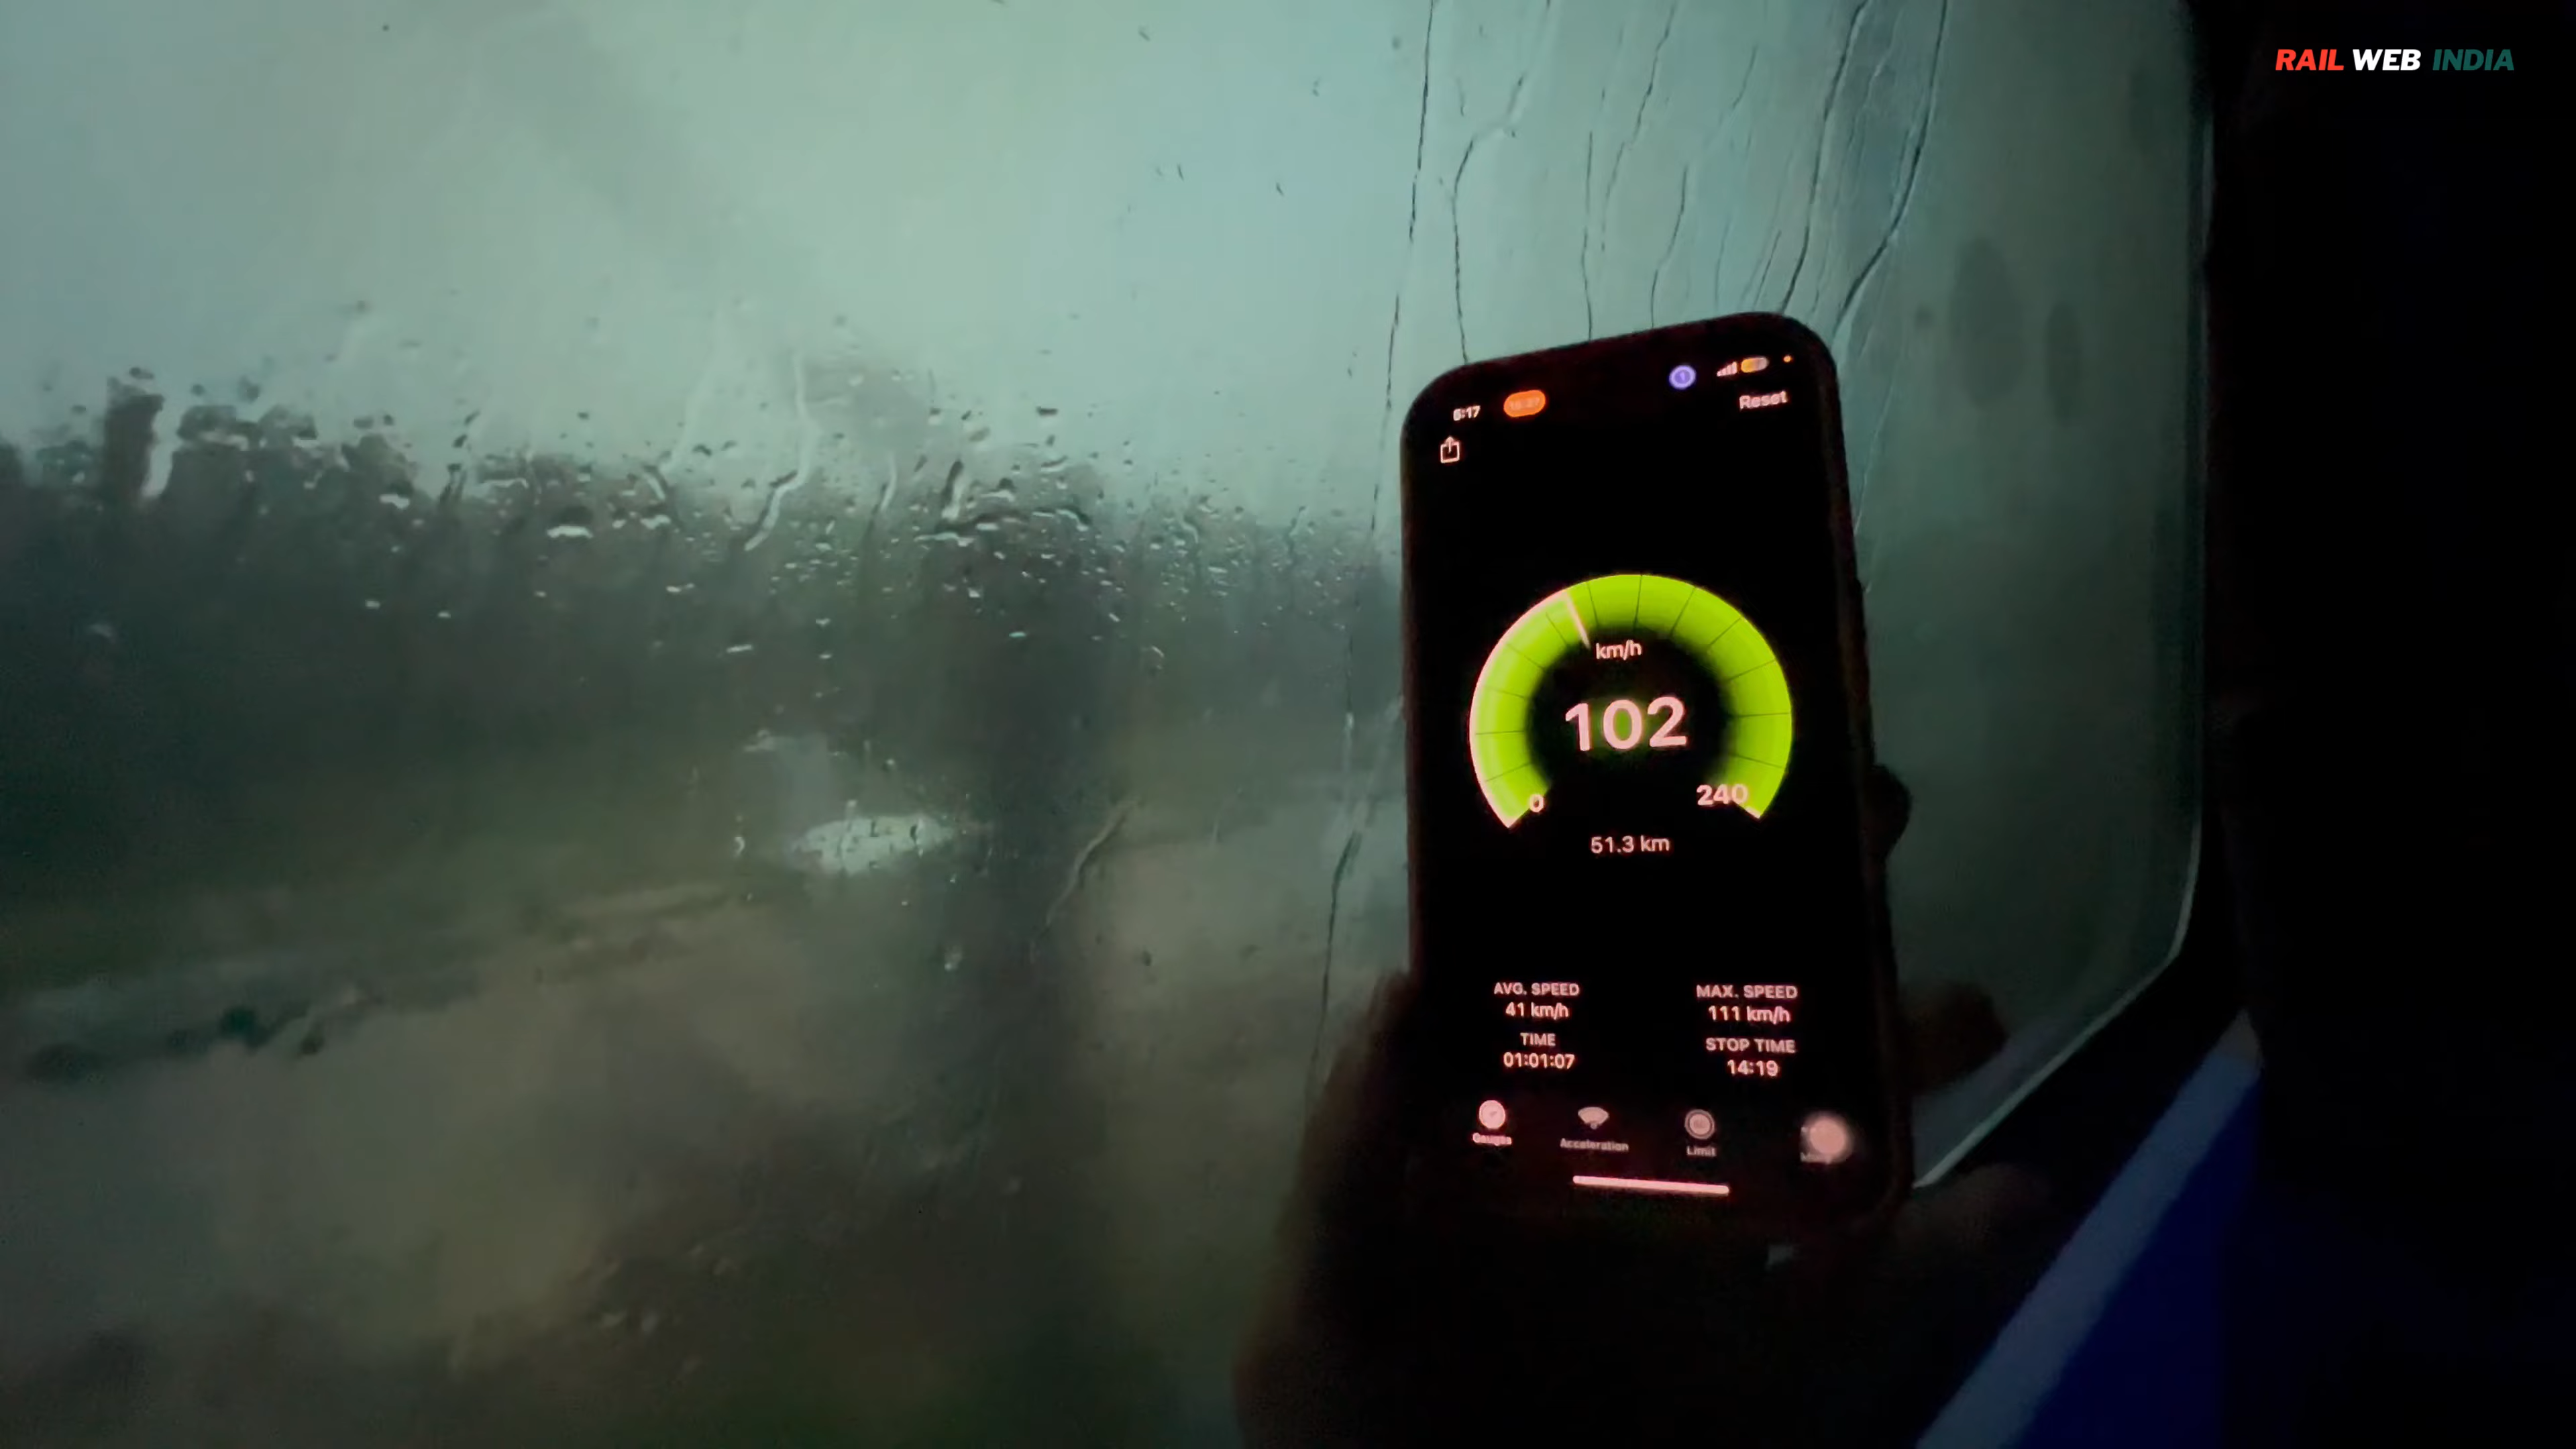 RAIL WEB INDIA
6:17
Reset
km/h
102
0
240
51.3 km
AVG. SPEED
41 km/h
MAX. SPEED
111 km/h
TIME
01:01:07
STOP TIME
14:19
Gauges
Acceleration
Limit